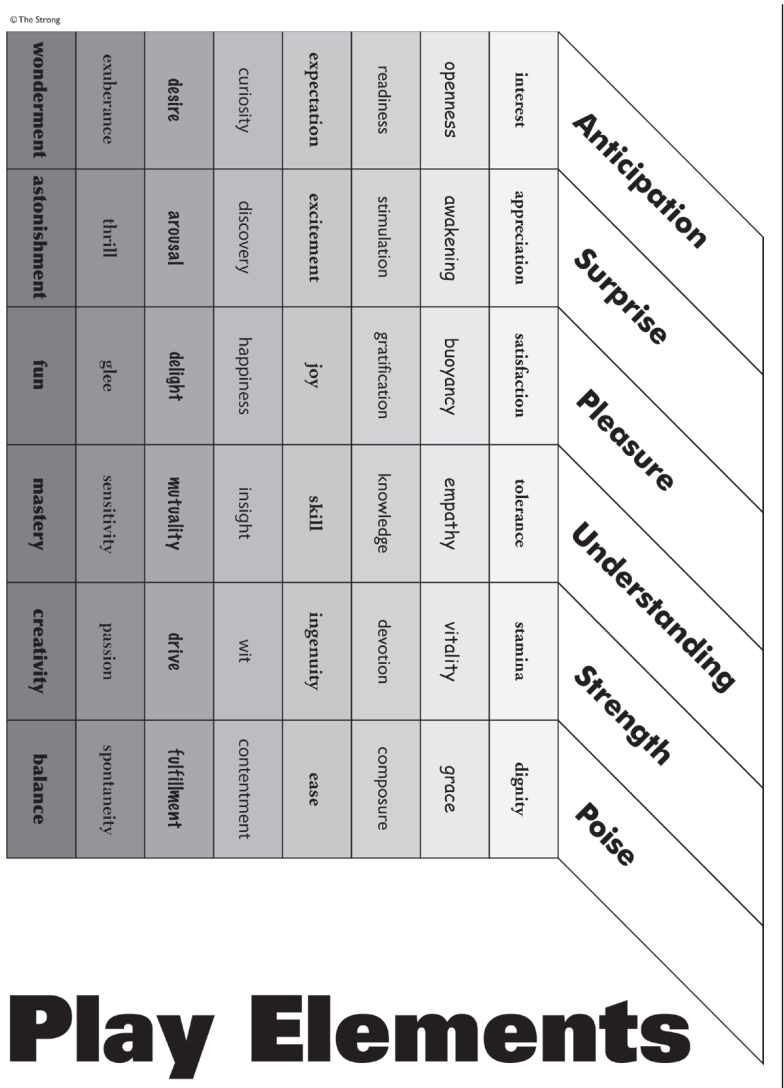 © The Strong
Anticipation Surprise Pleasure Understanding Strength Poise
interest appreciation satisfaction tolerance stamina dignity
openness awakening buoyancy empathy vitality grace
readiness stimulation gratification knowledge devotion composure
expectation excitement joy skill ingenuity ease
curiosity discovery happiness insight wit contentment
desire arousal delight mutuality drive fulfillment
exuberance thrill glee sensitivity passion spontaneity
wonderment astonishment fun mastery creativity balance
Play Elements